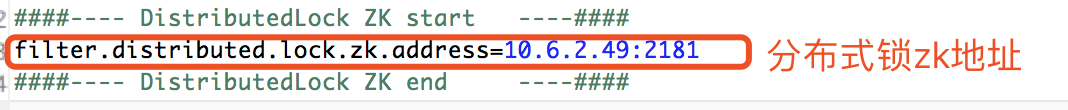 ####---- DistributedLock ZK start   ----####
filter.distributed.lock.zk.address=10.6.2.49:2181
分布式锁zk地址
####---- DistributedLock ZK end     ----####